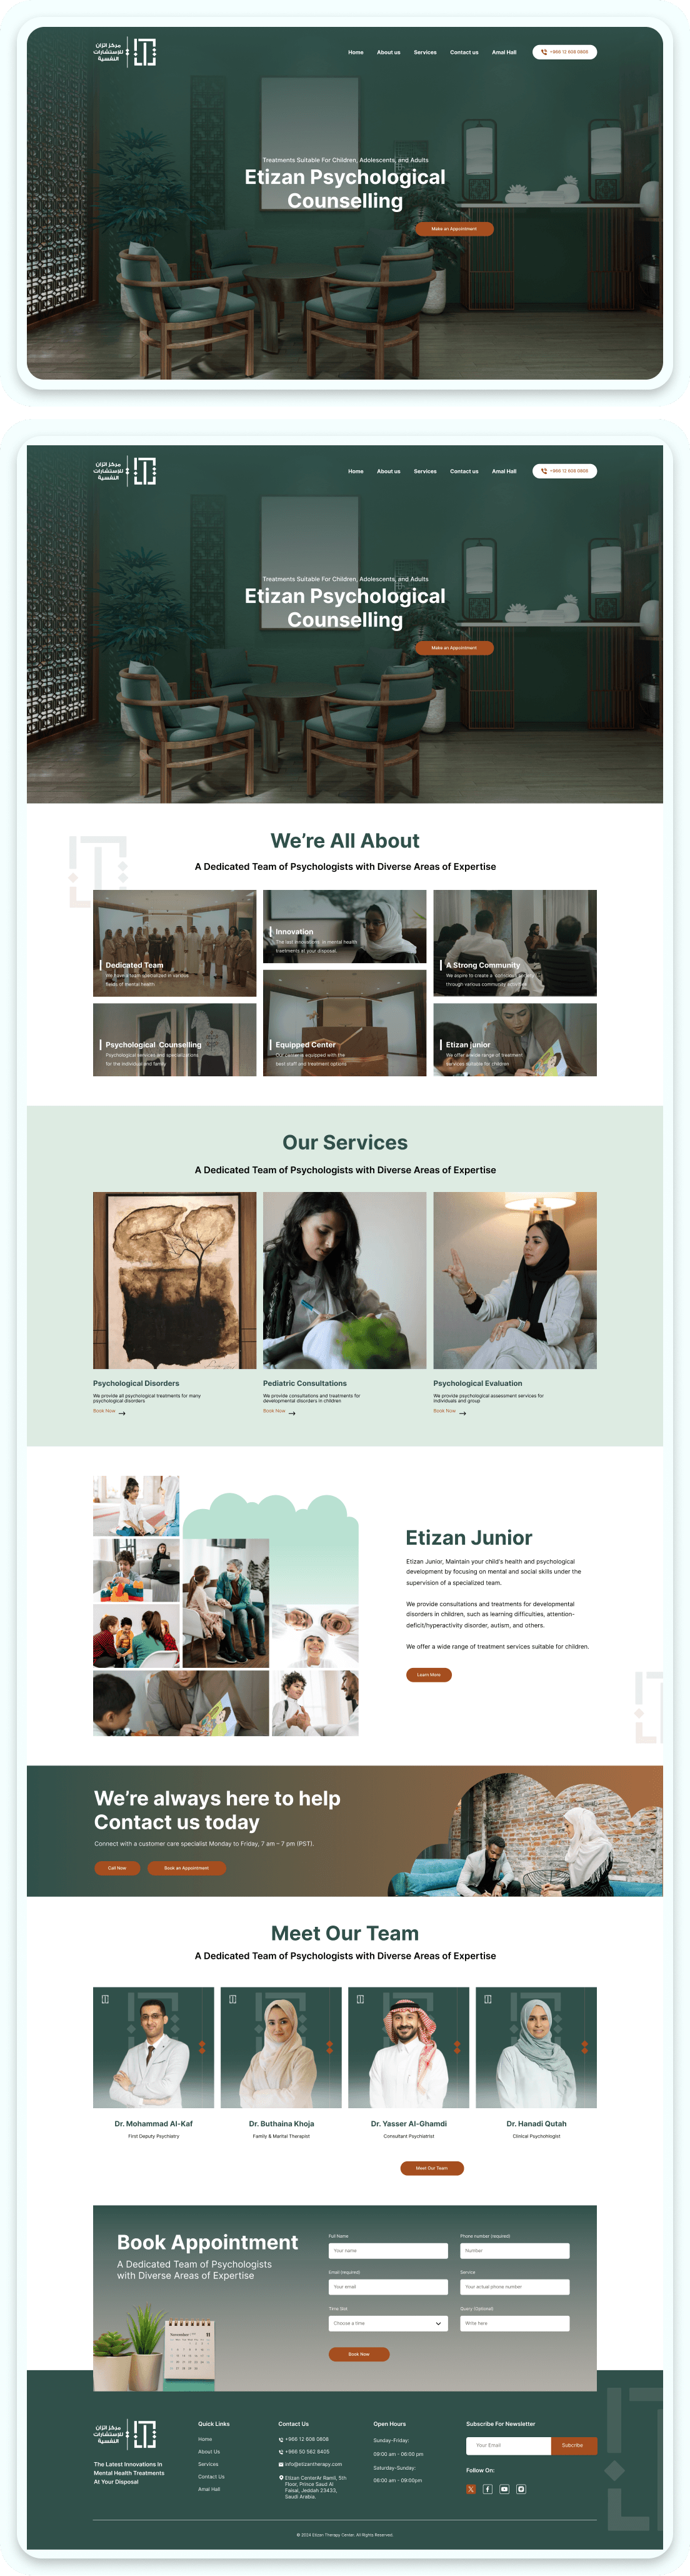 مركز اتزان
للإستشارات
النفسية
Home
About us
Services
Contact us
Amal Hall
+966 12 608 0808
Treatments Suitable For Children, Adolescents, and Adults
Etizan Psychological
Counselling
Make an Appointment
مركز اتزان
للإستشارات
النفسية
Home
About us
Services
Contact us
Amal Hall
+966 12 608 0808
Treatments Suitable For Children, Adolescents, and Adults
Etizan Psychological
Counselling
Make an Appointment
We're All About
A Dedicated Team of Psychologists with Diverse Areas of Expertise
Dedicated Team
We have a team specialized in various
fields of mental health
Innovation
The last innovations in mental health
treatments at your disposal.
A Strong Community
We aspire to create a conscious
through various community activities
Psychological Counselling
Psychological services and specializations
for the individual and family
Equipped Center
Our center is equipped with the
best staff and treatment options
Etizan junior
We offer a wide range of treatment
services suitable for children
Our Services
A Dedicated Team of Psychologists with Diverse Areas of Expertise
Psychological Disorders
We provide all psychological treatments for many
psychological disorders
Book Now
Pediatric Consultations
We provide consultations and treatments for
developmental disorders in children
Book Now
Psychological Evaluation
We provide psychological assessment services for
individuals and group
Book Now
Etizan Junior
Etizan Junior, Maintain your child's health and psychological
development by focusing on mental and social skills under the
supervision of a specialized team.
We provide consultations and treatments for developmental
disorders in children, such as learning difficulties, attention-
deficit/hyperactivity disorder, autism, and others.
We offer a wide range of treatment services suitable for children.
Learn More
We're always here to help
Contact us today
Connect with a customer care specialist Monday to Friday, 7 am – 7 pm (PST).
Call Now
Book an Appointment
Meet Our Team
A Dedicated Team of Psychologists with Diverse Areas of Expertise
Dr. Mohammad Al-Kaf
First Deputy Psychiatry
Dr. Buthaina Khoja
Family & Marital Therapist
Dr. Yasser Al-Ghamdi
Consultant Psychiatrist
Dr. Hanadi Qutah
Clinical Psychologist
Meet Our Team
Book Appointment
A Dedicated Team of Psychologists
with Diverse Areas of Expertise
November
11
Full Name
Your name
Phone number (required)
Number
Email (required)
Your email
Service
Your actual phone number
Time Slot
Choose a time
Query (Optional)
Write here
Book Now
مركز اتزان
للإستشارات
النفسية
The Latest Innovations In
Mental Health Treatments
At Your Disposal
Quick Links
Home
About Us
Services
Contact Us
Amal Hall
Contact Us
+966 12 608 0808
+966 50 562 8405
info@etizantherapy.com
Etizan CenterAr Ramli, 5th
Floor, Prince Saud Al
Faisal, Jeddah 23433,
Saudi Arabia.
Open Hours
Sunday-Friday:
09:00 am - 06:00 pm
Saturday-Sunday:
06:00 am - 09:00pm
Subscribe For Newsletter
Your Email
Subcribe
Follow On:
© 2024 Etizan Therapy Center. All Rights Reserved.